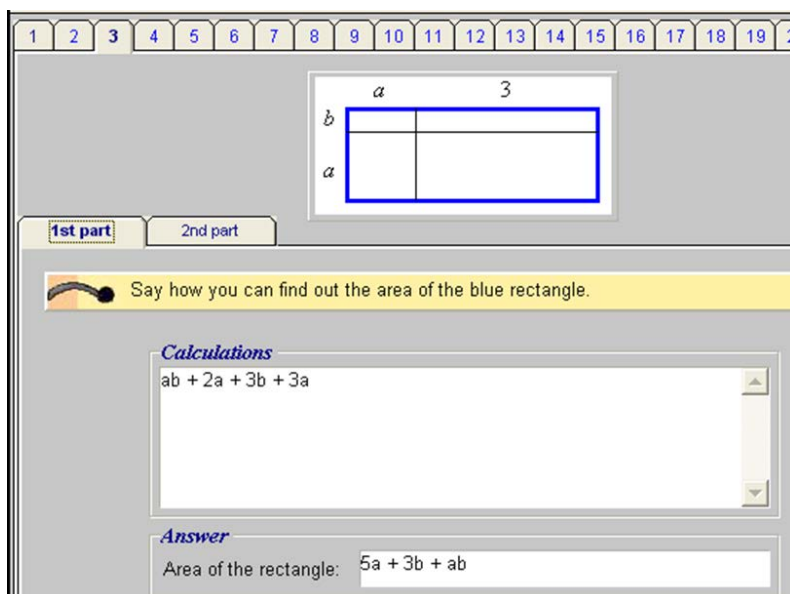 1 2 3 4 5 6 7 8 9 10 11 12 13 14 15 16 17 18 19
a 3
b
a
1st part 2nd part
Say how you can find out the area of the blue rectangle.
Calculations
ab + 2a + 3b + 3a
Answer
Area of the rectangle: 5a + 3b + ab